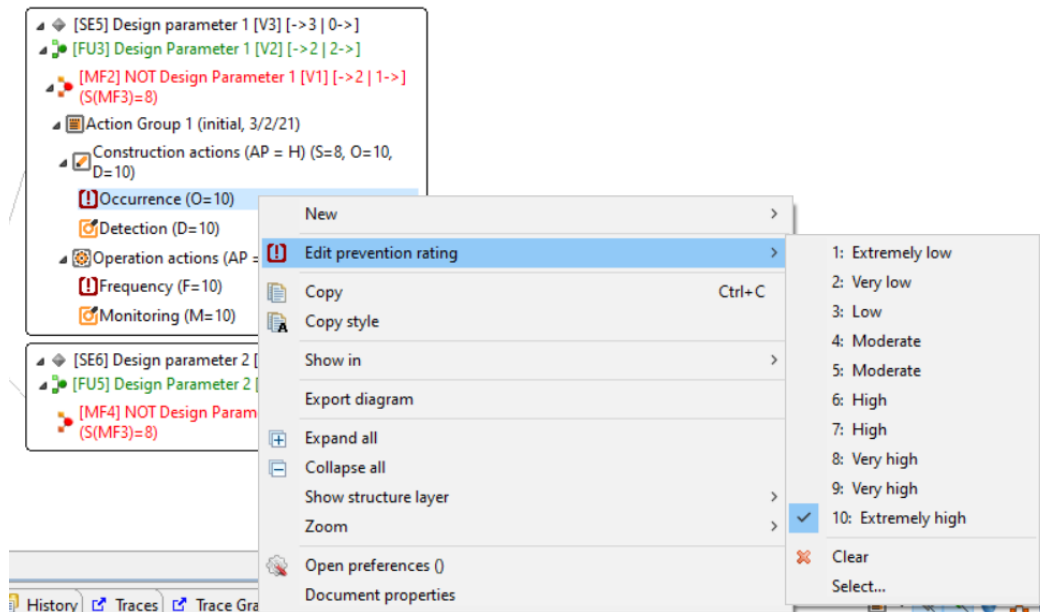 [SE5] Design parameter 1 [V3] [->3 | 0->]
[FU3] Design Parameter 1 [V2] [->2 | 2->]
[MF2] NOT Design Parameter 1 [V1] [->2 | 1->]
(S(MF3)=8)
Action Group 1 (initial, 3/2/21)
Construction actions (AP = H) (S=8, O=10,
D=10)
Occurrence (O=10)
Detection (D=10)
Operation actions (AP =
Frequency (F=10)
Monitoring (M=10)
[SE6] Design parameter 2 [
[FU5] Design Parameter 2 [
[MF4] NOT Design Param
(S(MF3)=8)
New
Edit prevention rating
Copy Ctrl+C
Copy style
Show in
Export diagram
Expand all
Collapse all
Show structure layer
Zoom
Open preferences ()
Document properties
1: Extremely low
2: Very low
3: Low
4: Moderate
5: Moderate
6: High
7: High
8: Very high
9: Very high
10: Extremely high
Clear
Select...
History Traces Trace Gra